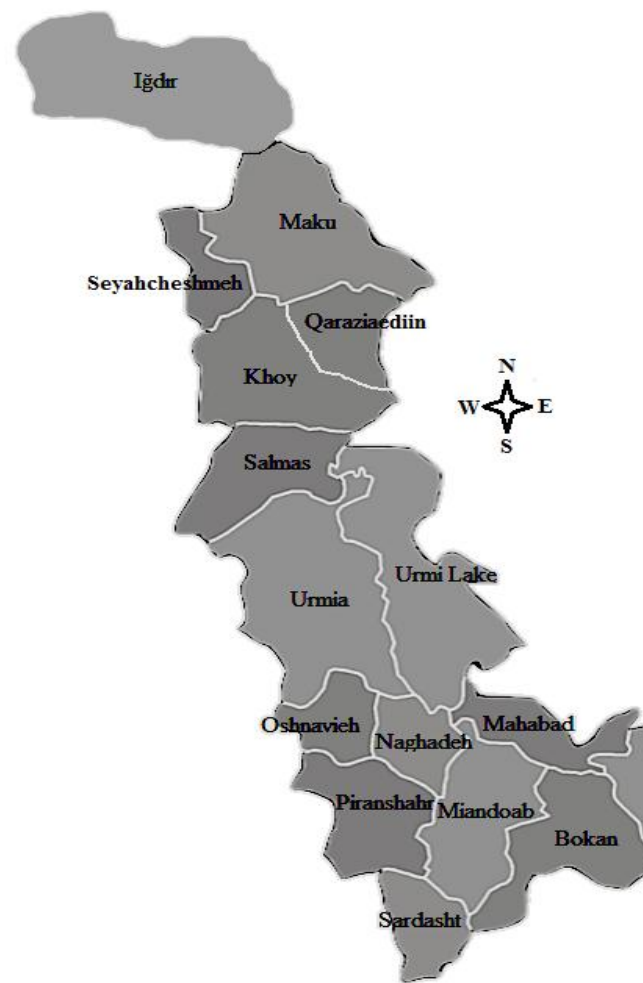 Iğdır
Maku
Seyahcheshmeh
Qaraziaediin
Khoy
N
W E
S
Salmas
Urmi Lake
Urmia
Oshnavieh
Mahabad
Naghadeh
Piranshahr
Miandoab
Bokan
Sardasht